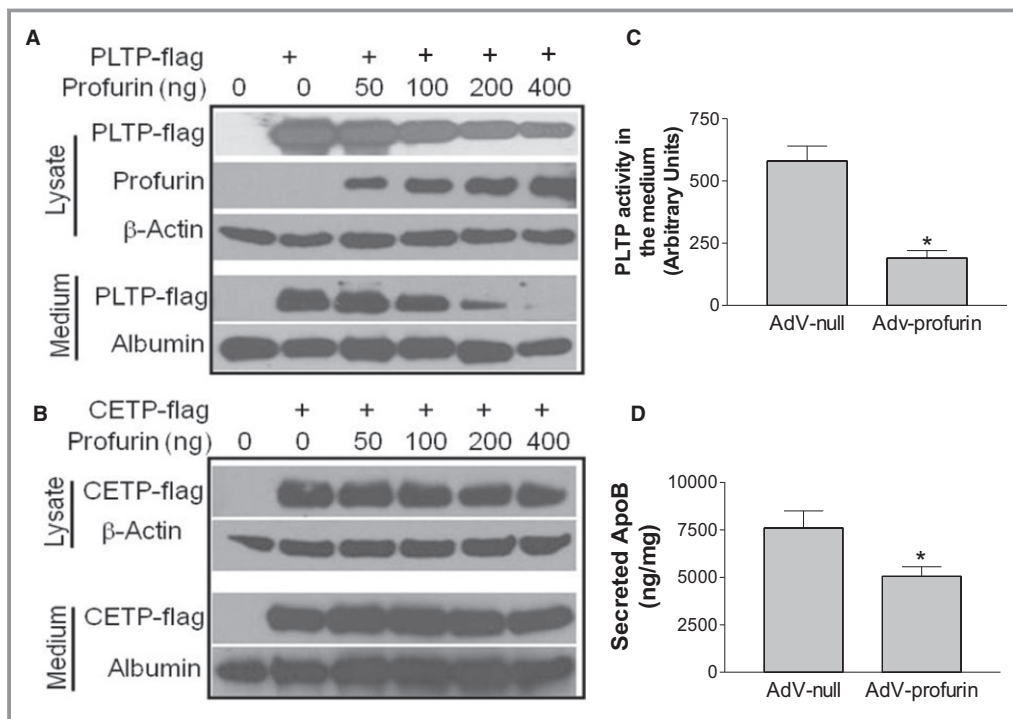 A
PLTP-flag + + + + +
Profurin (ng) 0 0 50 100 200 400
Lysate
PLTP-flag
Profurin
β-Actin
Medium
PLTP-flag
Albumin
B
CETP-flag + + + + +
Profurin (ng) 0 0 50 100 200 400
Lysate
CETP-flag
β-Actin
Medium
CETP-flag
Albumin
C
PLTP activity in
the medium
(Arbitrary Units)
750
500
250
0
*
AdV-null Adv-profurin
D
Secreted ApoB
(ng/mg)
10000
7500
5000
2500
0
*
AdV-null AdV-profurin